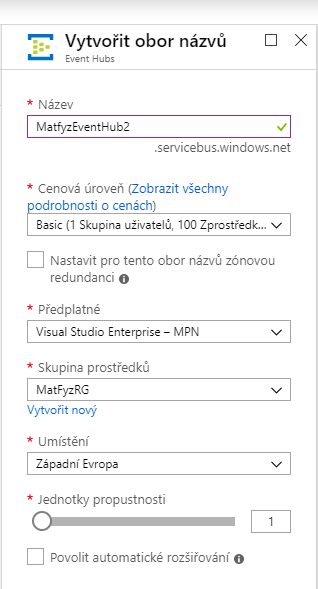 Vytvořit obor názvů
Event Hubs
* Název
MatfyzEventHub2
.servicebus.windows.net
* Cenová úroveň (Zobrazit všechny
podrobnosti o cenách)
Basic (1 Skupina uživatelů, 100 Zprostředk...
Nastavit pro tento obor názvů zónovou
redundanci
* Předplatné
Visual Studio Enterprise – MPN
* Skupina prostředků
MatFyzRG
Vytvořit nový
* Umístění
Západní Evropa
* Jednotky propustnosti
1
Povolit automatické rozšiřování